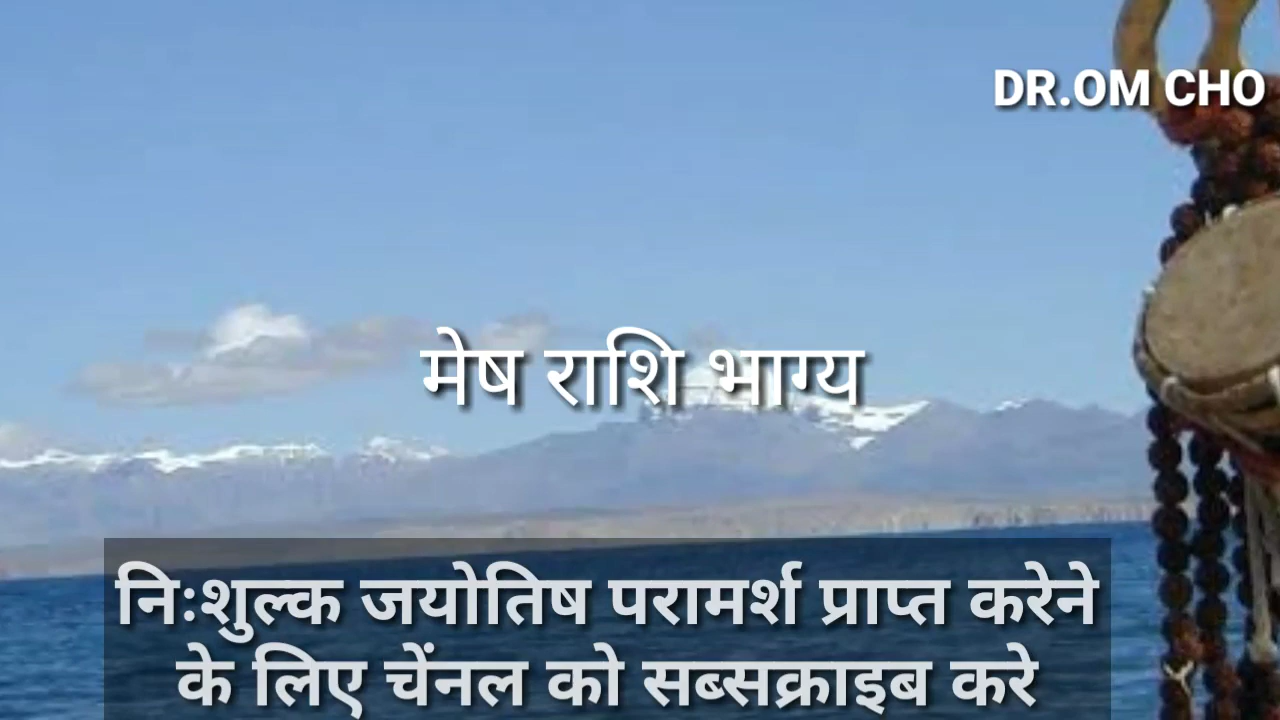 DR.OM CHO
मेष राशि भाग्य
निःशुल्क जयोतिष परामर्श प्राप्त करेने
के लिए चेंनल को सब्सक्राइब करे